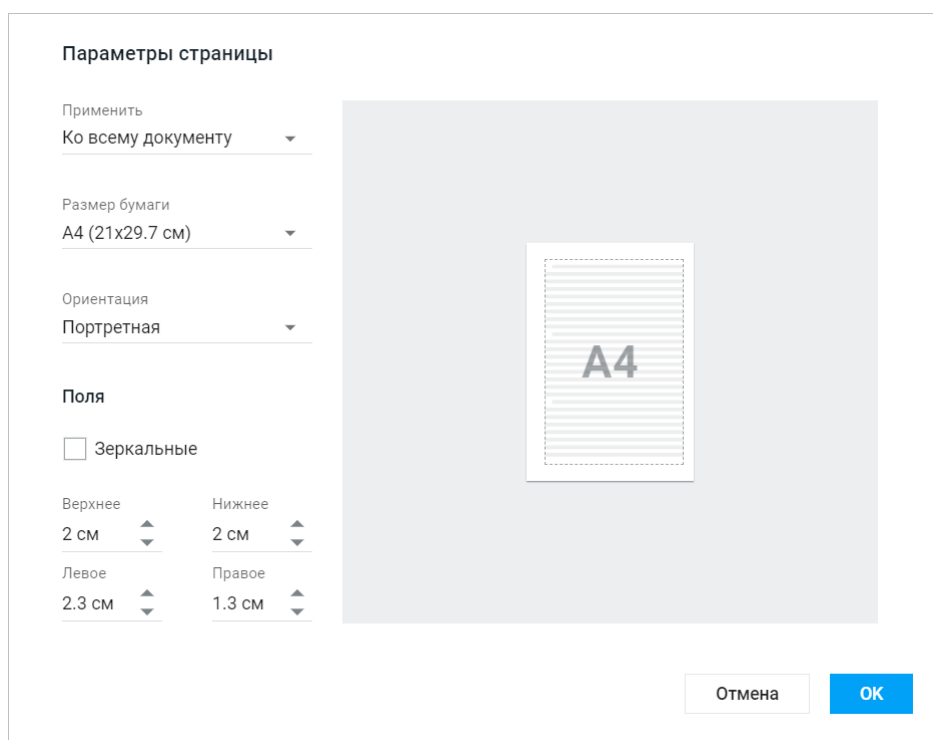 Параметры страницы
Применить
Ко всему документу
Размер бумаги
A4 (21x29.7 см)
Ориентация
Портретная
Поля
Зеркальные
Верхнее Нижнее
2 см 2 см
Левое Правое
2.3 см 1.3 см
A4
Отмена OK